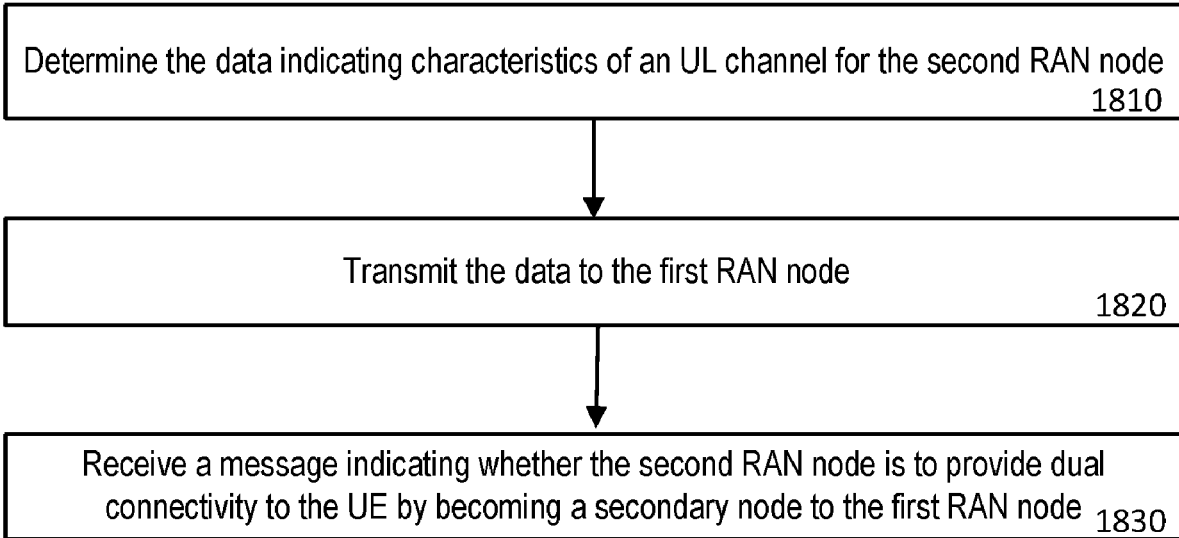 Determine the data indicating characteristics of an UL channel for the second RAN node
1810
Transmit the data to the first RAN node
1820
Receive a message indicating whether the second RAN node is to provide dual
connectivity to the UE by becoming a secondary node to the first RAN node
1830